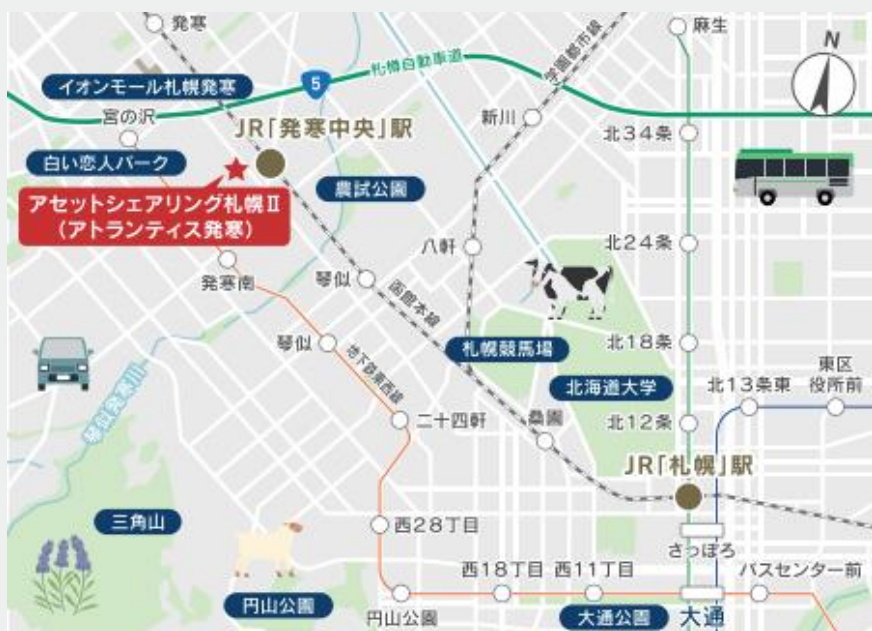 発寒
麻生
N
イオンモール札幌発寒
5
札樽自動車道
学園都市線
宮の沢
JR「発寒中央」駅
新川
北34条
白い恋人パーク
農試公園
アセットシェアリング札幌Ⅱ
(アトランティス発寒)
八軒
北24条
発寒南
琴似
函館本線
琴似
地下鉄東西線
札幌競馬場
北18条
北海道大学
東区
役所前
北13条東
琴似発寒川
二十四軒
桑園
北12条
JR「札幌」駅
三角山
西28丁目
さっぽろ
西18丁目
西11丁目
バスセンター前
円山公園
円山公園
大通公園
大通